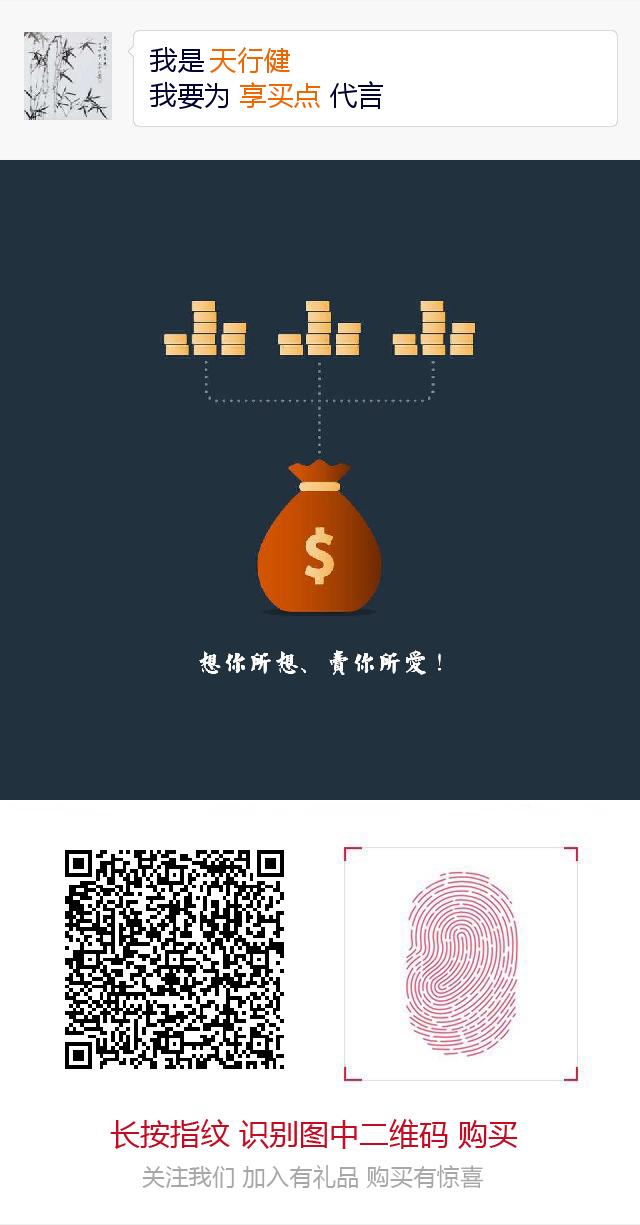 我是 天行健
我要为 享买点 代言
$
想你所想、卖你所爱！
长按指纹 识别图中二维码 购买
关注我们 加入有礼品 购买有惊喜